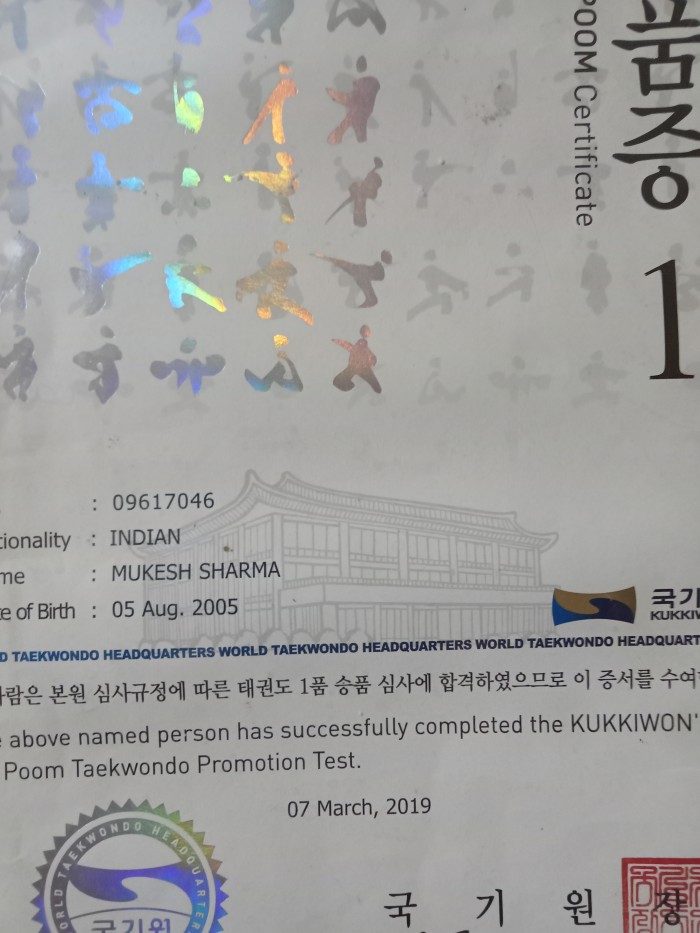 품증
POOM Certificate
1
: 09617046
tionality : INDIAN
me : MUKESH SHARMA
te of Birth : 05 Aug. 2005
국기
KUKKIW
D TAEKWONDO HEADQUARTERS WORLD TAEKWONDO HEADQUARTERS WORLD TAEKWONDO HEADQUART
사람은 본원 심사규정에 따른 태권도 1품 승품 심사에 합격하였으므로 이 증서를 수여
e above named person has successfully completed the KUKKIWON'
Poom Taekwondo Promotion Test.
07 March, 2019
ORLD TAEKWONDO HEADQUARTERS
국기원
국 기 원 장